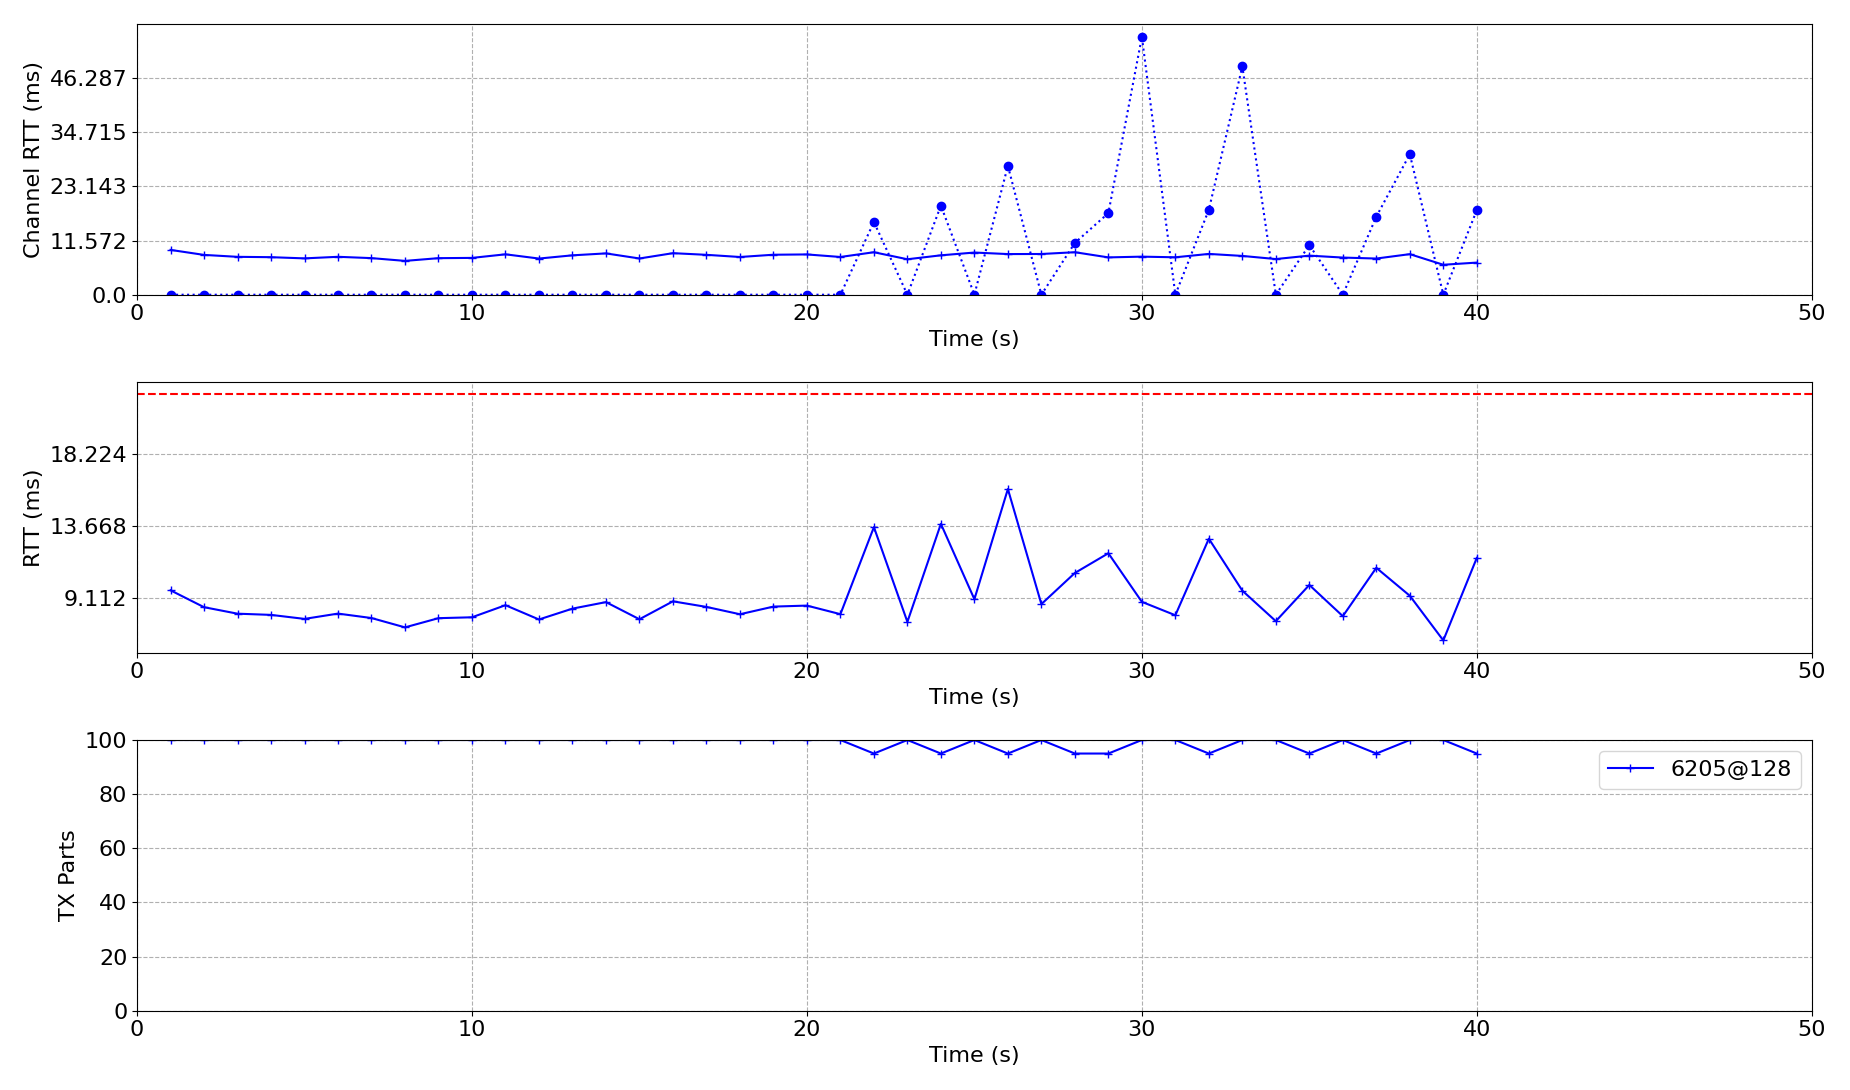 Channel RTT (ms)
46.287
34.715
23.143
11.572
0.0
0 10 20 30 40 50
Time (s)
RTT (ms)
18.224
13.668
9.112
0 10 20 30 40 50
Time (s)
TX Parts
100
80
60
40
20
0
6205@128
0 10 20 30 40 50
Time (s)